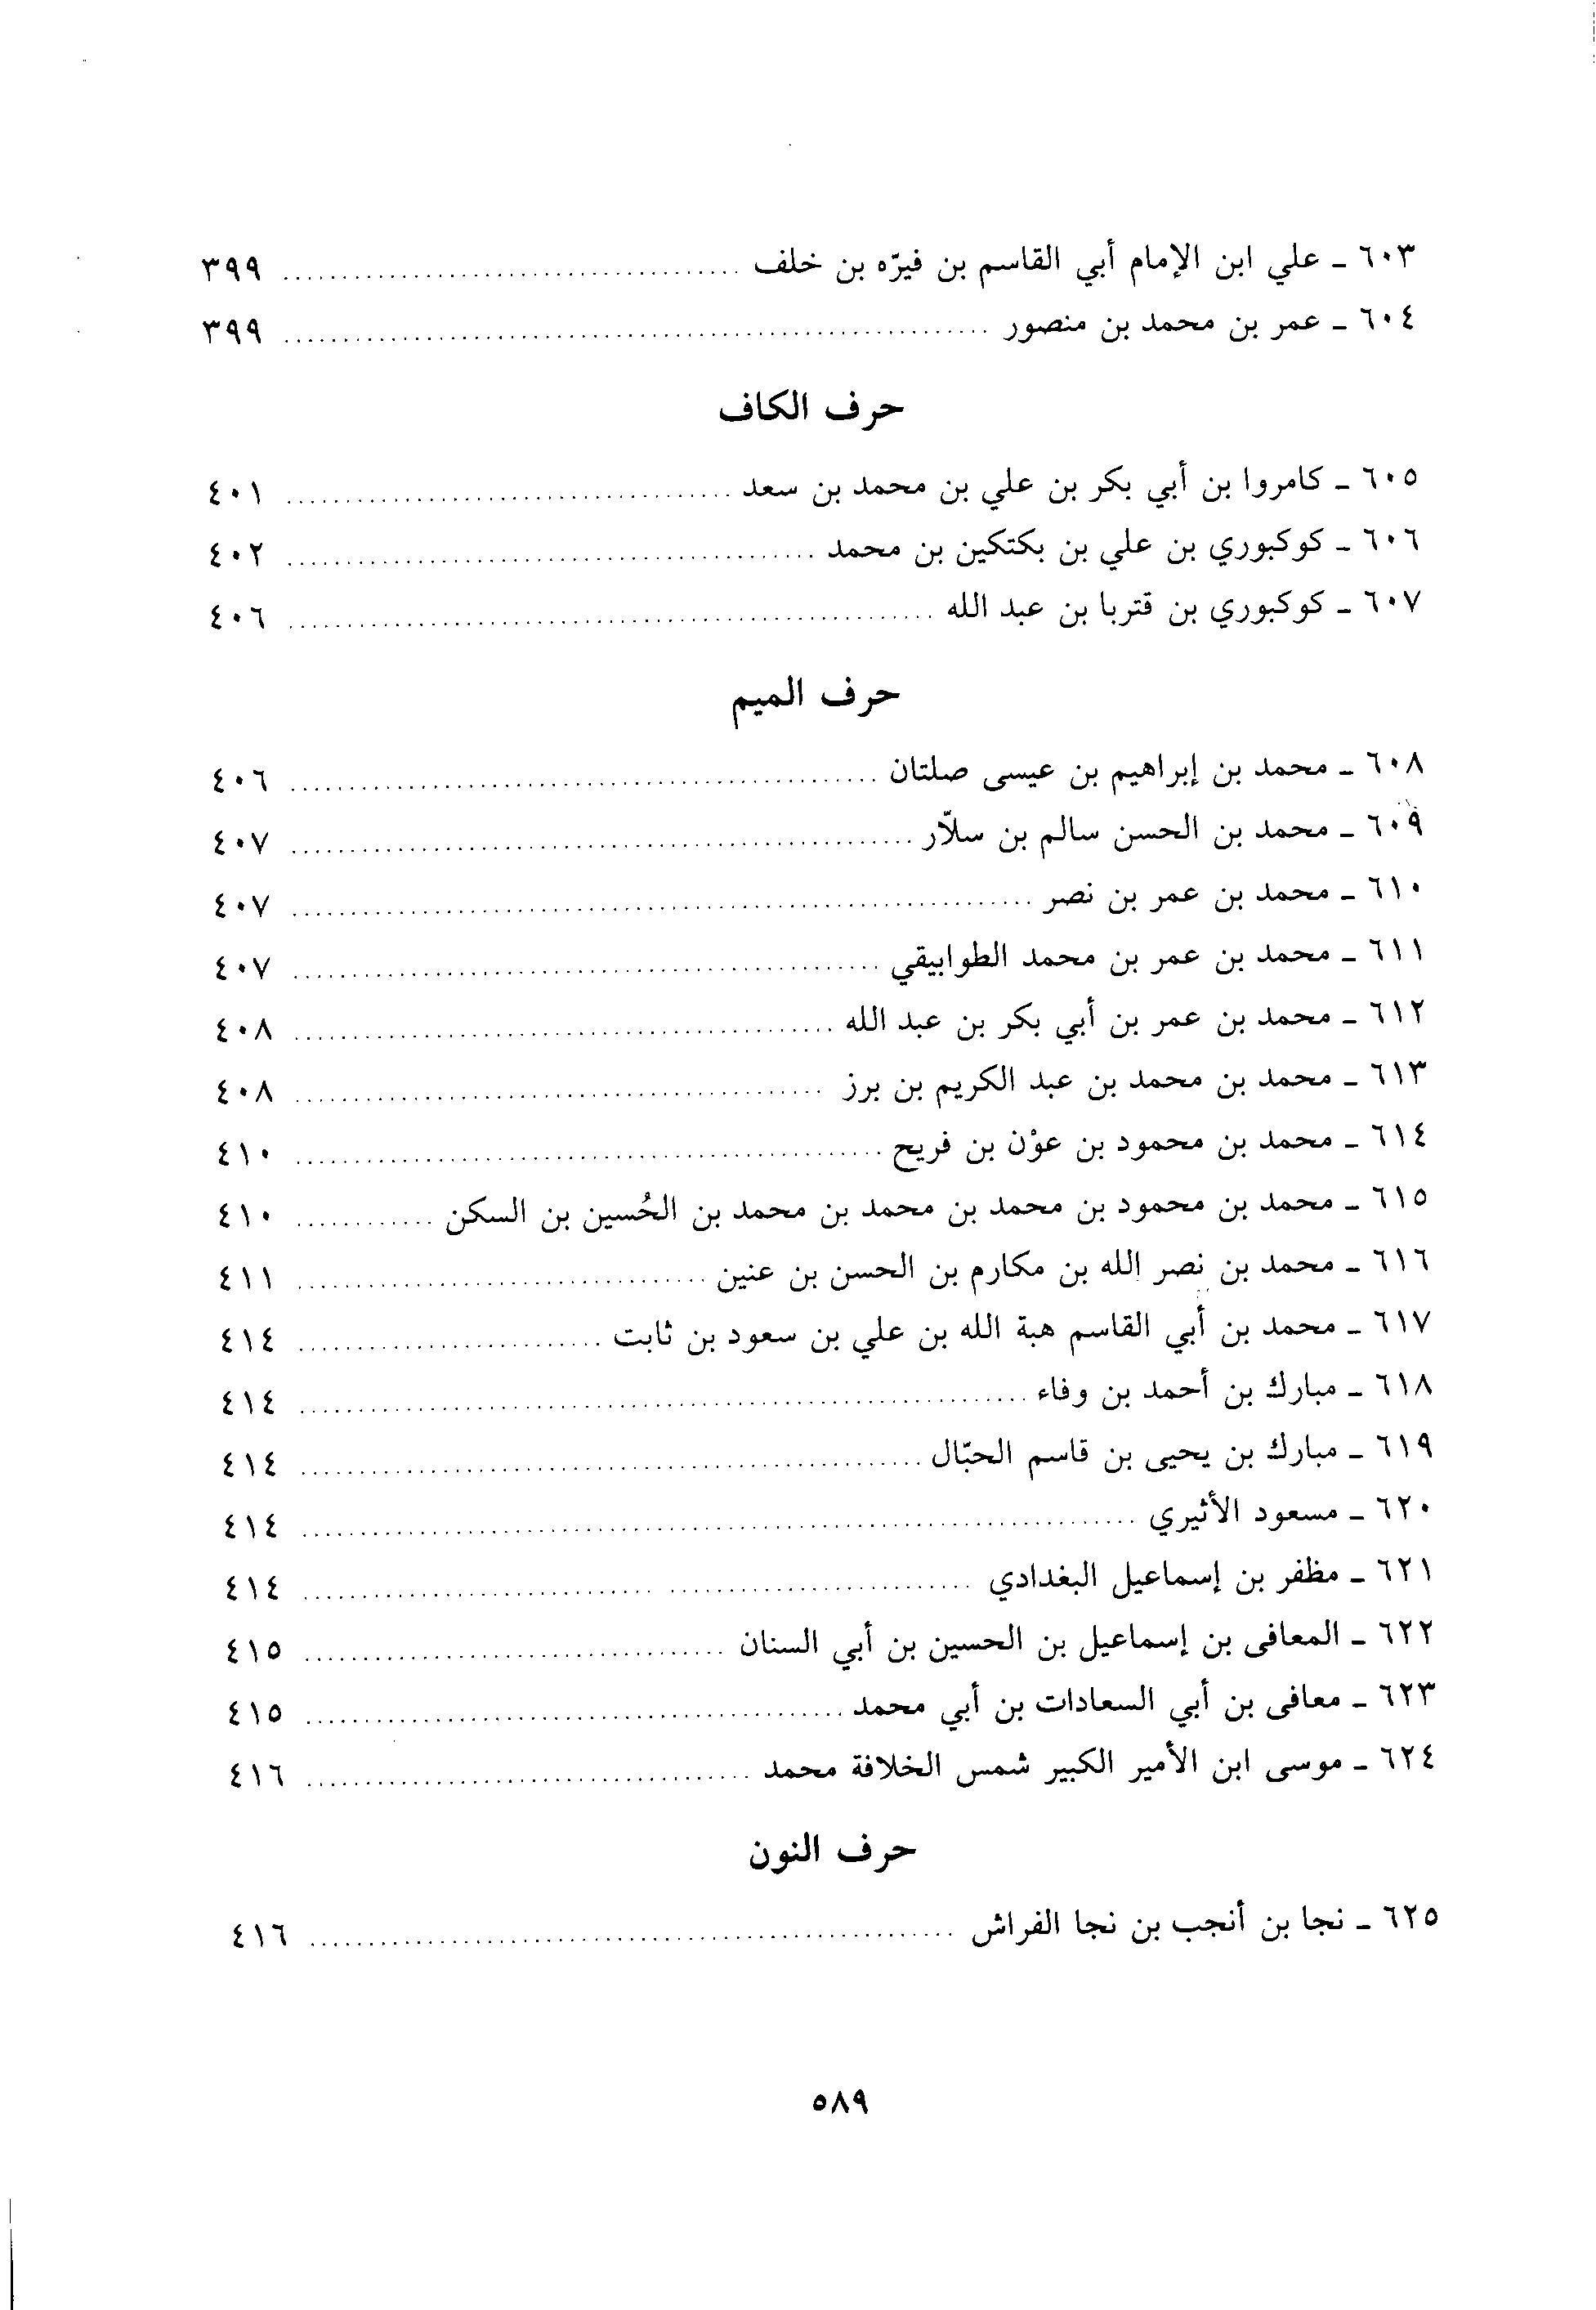 ٦٠٣ - علي ابن الإمام أبي القاسم بن فيرّه بن خلف ........ ٣٩٩
٦٠٤ - عمر بن محمد بن منصور ........ ٣٩٩
حرف الكاف
٦٠٥ - كامروا بن أبي بكر بن علي بن محمد بن سعد ........ ٤٠١
٦٠٦ - كوكبوري بن علي بن بكتكين بن محمد ........ ٤٠٢
٦٠٧ - كوكبوري بن قتربا بن عبد الله ........ ٤٠٦
حرف الميم
٦٠٨ - محمد بن إبراهيم بن عيسى صلتان ........ ٤٠٦
٦٠٩ - محمد بن الحسن سالم بن سلاّر ........ ٤٠٧
٦١٠ - محمد بن عمر بن نصر ........ ٤٠٧
٦١١ - محمد بن عمر بن محمد الطوابيقي ........ ٤٠٧
٦١٢ - محمد بن عمر بن أبي بكر بن عبد الله ........ ٤٠٨
٦١٣ - محمد بن محمد بن عبد الكريم بن برز ........ ٤٠٨
٦١٤ - محمد بن محمود بن عوْن بن فريح ........ ٤١٠
٦١٥ - محمد بن محمود بن محمد بن محمد بن محمد بن الحُسين بن السكن ........ ٤١٠
٦١٦ - محمد بن نصر الله بن مكارم بن الحسن بن عنين ........ ٤١١
٦١٧ - محمد بن أبي القاسم هبة الله بن علي بن سعود بن ثابت ........ ٤١٤
٦١٨ - مبارك بن أحمد بن وفاء ........ ٤١٤
٦١٩ - مبارك بن يحيى بن قاسم الحبّال ........ ٤١٤
٦٢٠ - مسعود الأثيري ........ ٤١٤
٦٢١ - مظفر بن إسماعيل البغدادي ........ ٤١٤
٦٢٢ - المعافى بن إسماعيل بن الحسين بن أبي السنان ........ ٤١٥
٦٢٣ - معافى بن أبي السعادات بن أبي محمد ........ ٤١٥
٦٢٤ - موسى ابن الأمير الكبير شمس الخلافة محمد ........ ٤١٦
حرف النون
٦٢٥ - نجا بن أنجب بن نجا الفراش ........ ٤١٦
٥٨٩